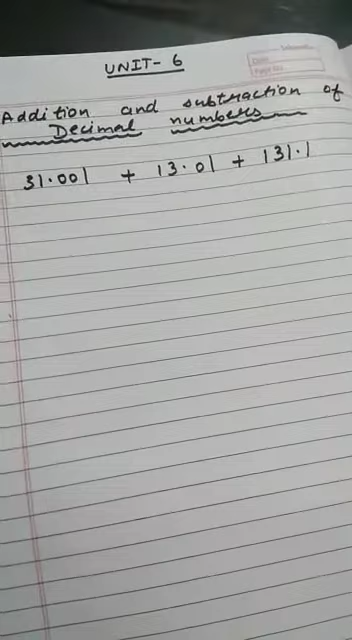 UNIT- 6
Addition and subtraction of
Decimal numbers
31.001 + 13.01 + 131.1